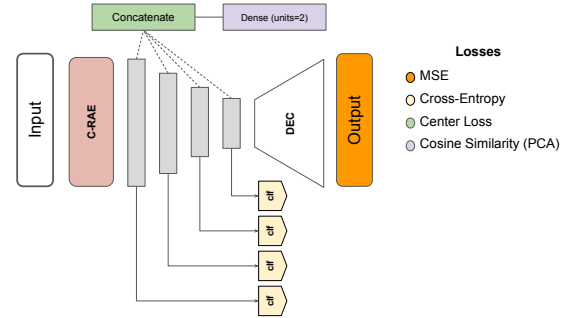 Concatenate
Dense (units=2)
Input
C-RAE
DEC
Output
clf
clf
clf
clf
Losses
MSE
Cross-Entropy
Center Loss
Cosine Similarity (PCA)